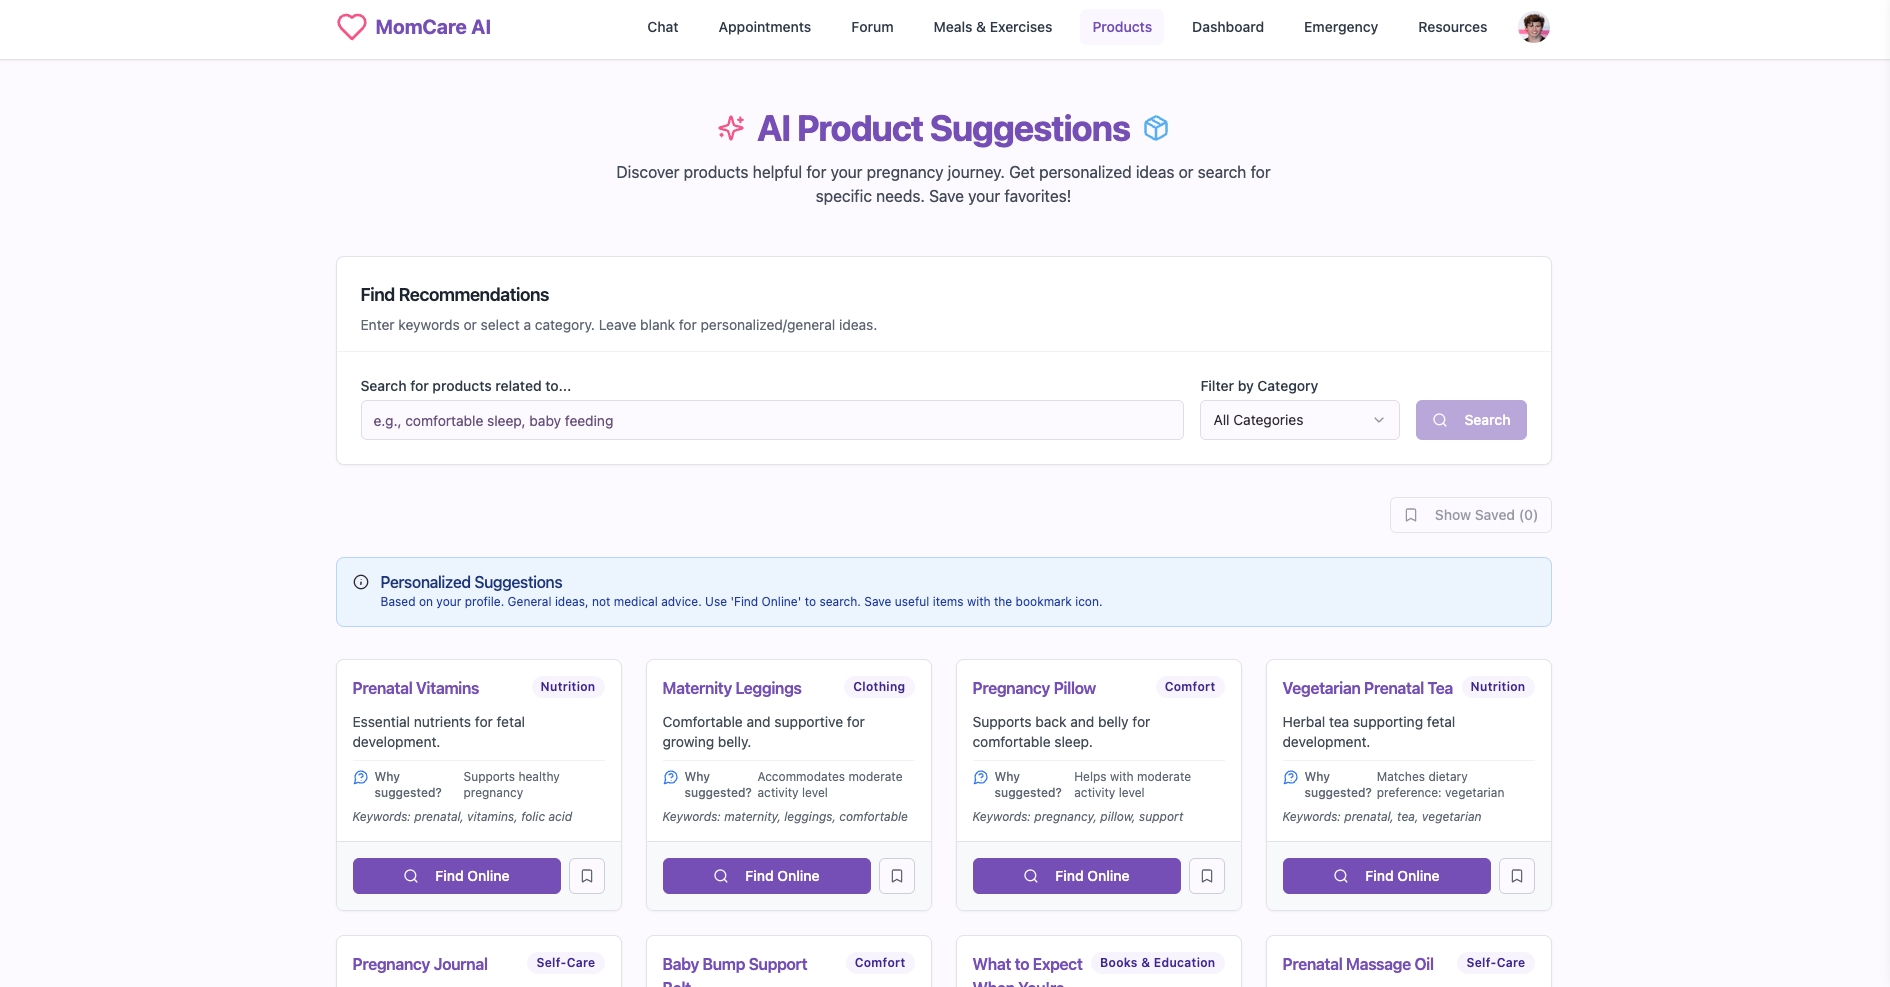 MomCare AI
Chat
Appointments
Forum
Meals & Exercises
Products
Dashboard
Emergency
Resources
AI Product Suggestions
Discover products helpful for your pregnancy journey. Get personalized ideas or search for
specific needs. Save your favorites!
Find Recommendations
Enter keywords or select a category. Leave blank for personalized/general ideas.
Search for products related to...
Filter by Category
e.g., comfortable sleep, baby feeding
All Categories
Search
Show Saved (0)
Personalized Suggestions
Based on your profile. General ideas, not medical advice. Use 'Find Online' to search. Save useful items with the bookmark icon.
Prenatal Vitamins
Nutrition
Essential nutrients for fetal
development.
Why
suggested?
Supports healthy
pregnancy
Keywords: prenatal, vitamins, folic acid
Find Online
Maternity Leggings
Clothing
Comfortable and supportive for
growing belly.
Why
suggested?
Accommodates moderate
activity level
Keywords: maternity, leggings, comfortable
Find Online
Pregnancy Pillow
Comfort
Supports back and belly for
comfortable sleep.
Why
suggested?
Helps with moderate
activity level
Keywords: pregnancy, pillow, support
Find Online
Vegetarian Prenatal Tea
Nutrition
Herbal tea supporting fetal
development.
Why
suggested?
Matches dietary
preference: vegetarian
Keywords: prenatal, tea, vegetarian
Find Online
Pregnancy Journal
Self-Care
Baby Bump Support
Belt
Comfort
What to Expect
When You're
Books & Education
Prenatal Massage Oil
Self-Care